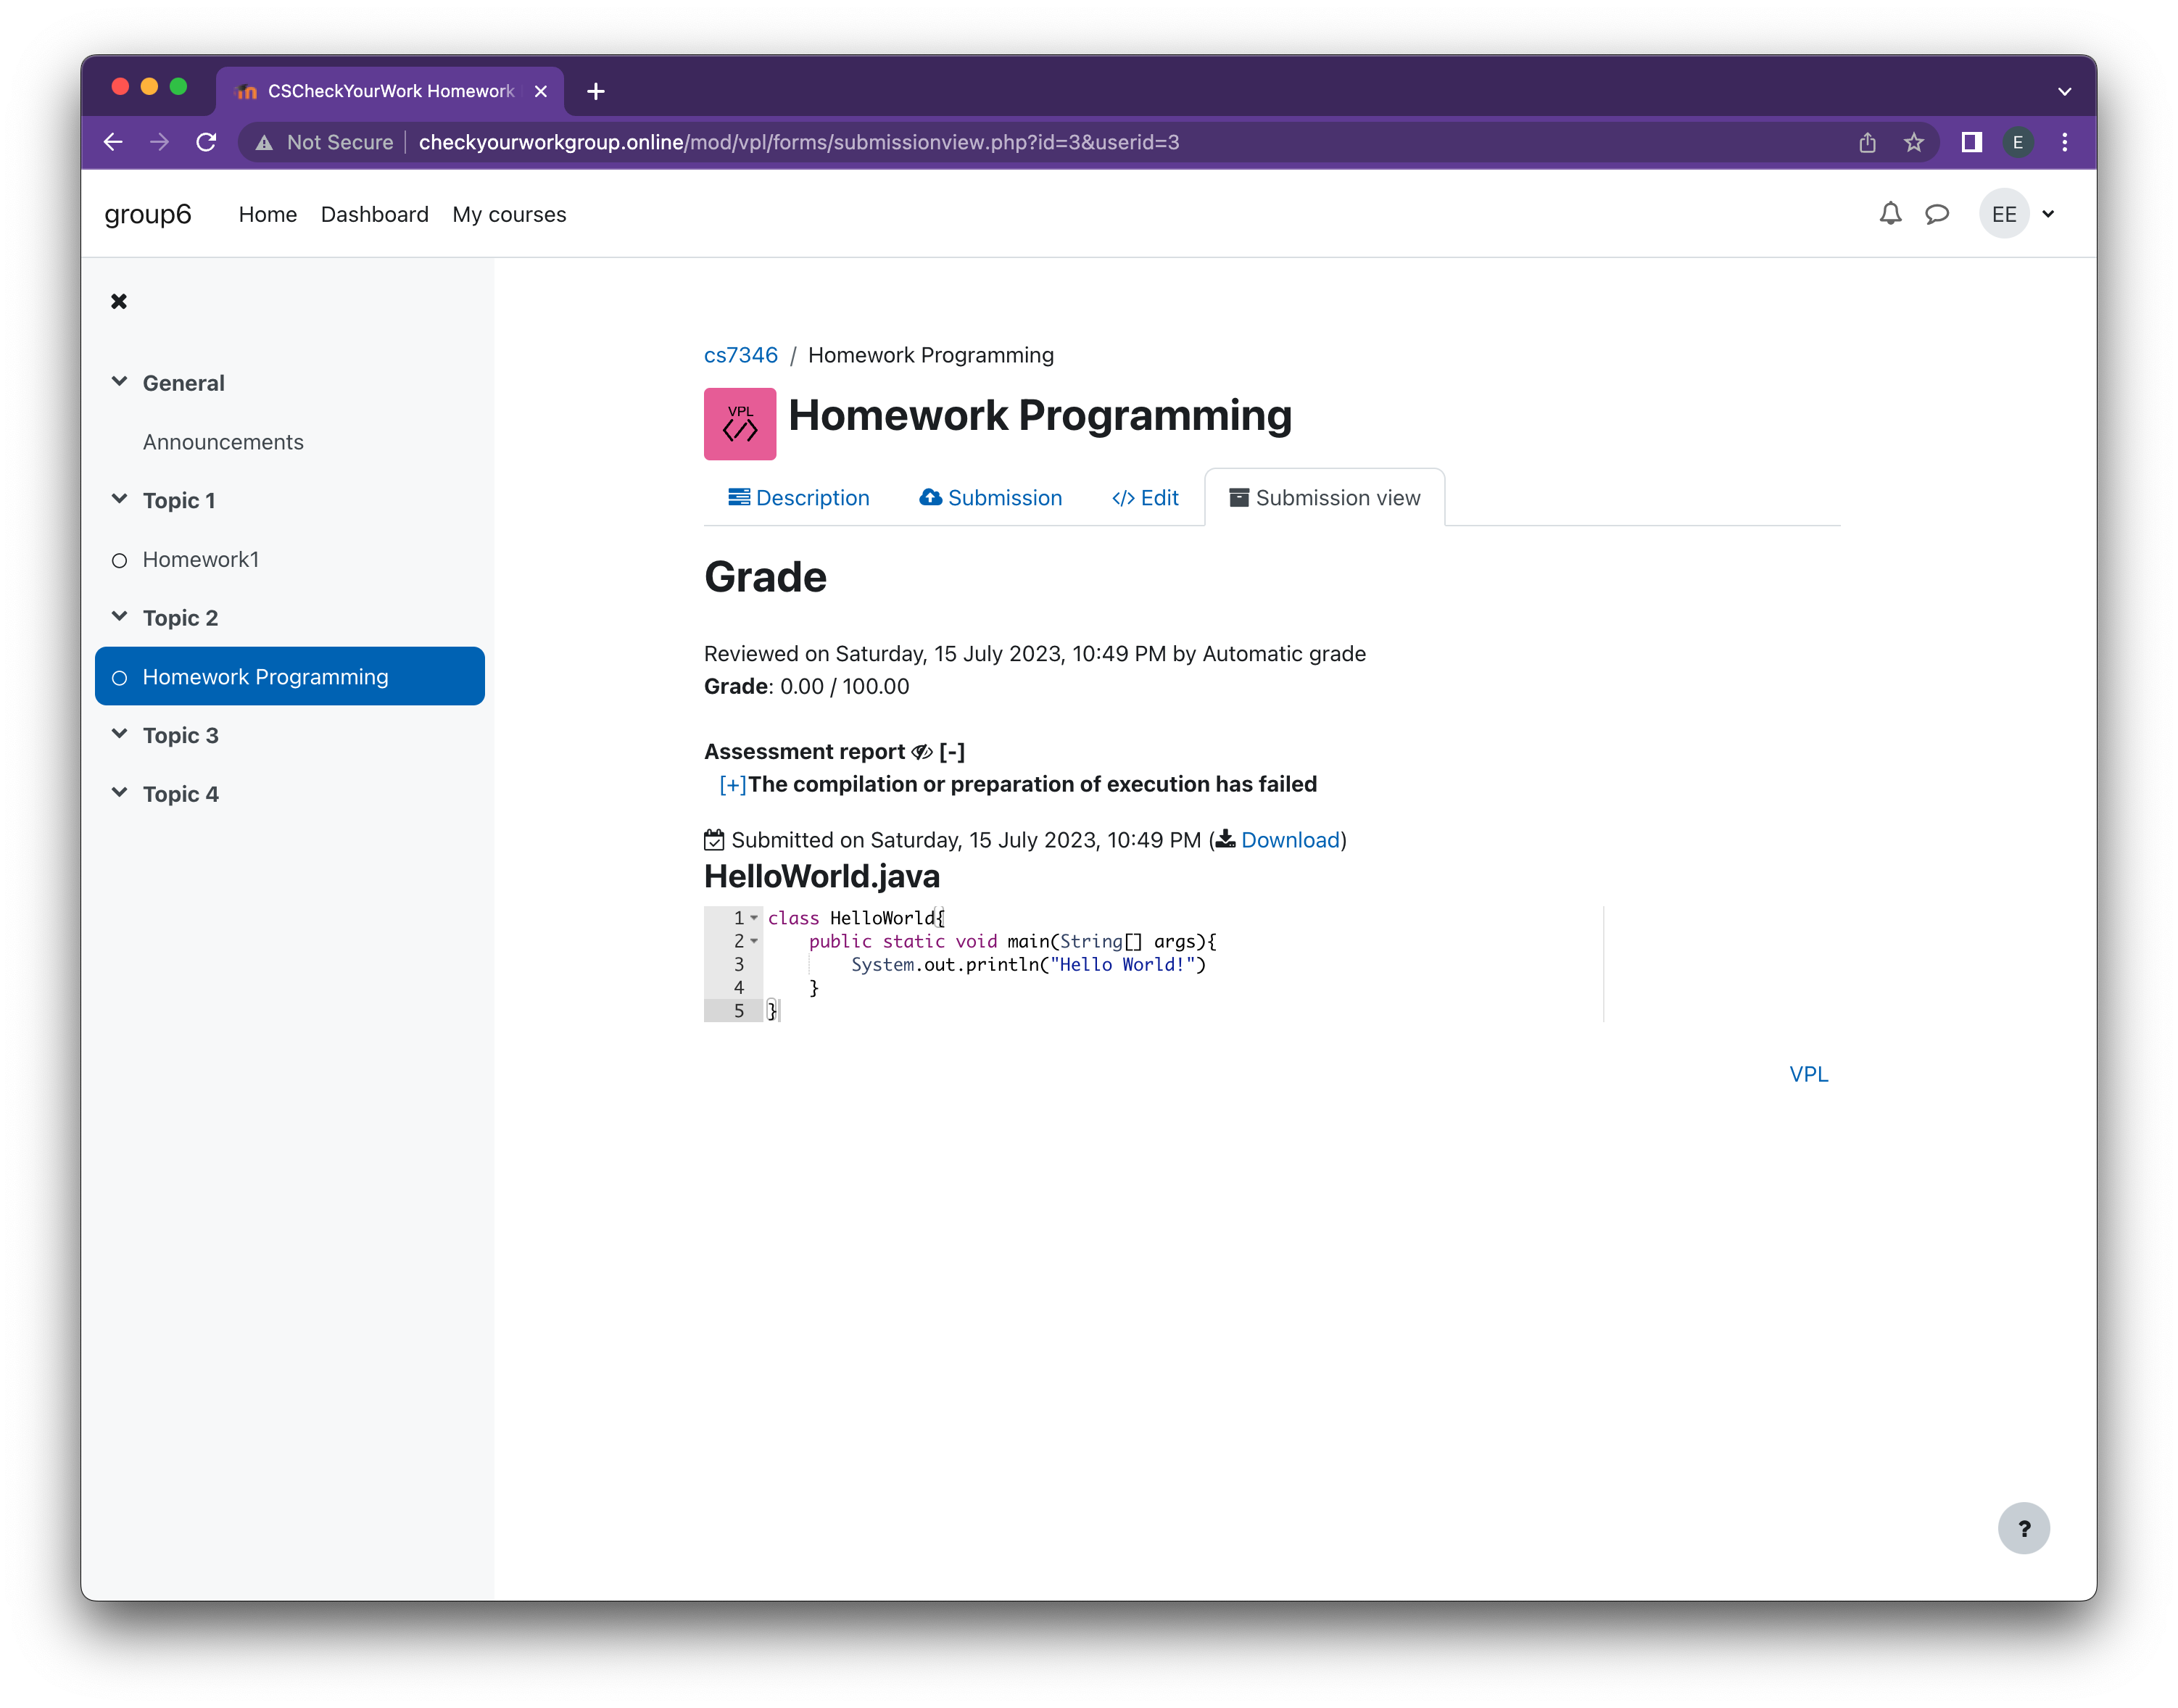 CSCheckYourWork Homework
Not Secure checkyourworkgroup.online/mod/vpl/forms/submissionview.php?id=3&userid=3
E
group6 Home Dashboard My courses EE
General
Announcements
Topic 1
Homework1
Topic 2
Homework Programming
Topic 3
Topic 4
cs7346 / Homework Programming
VPL
</>
Homework Programming
Description Submission </> Edit Submission view
Grade
Reviewed on Saturday, 15 July 2023, 10:49 PM by Automatic grade
Grade: 0.00 / 100.00
Assessment report [-]
[+]The compilation or preparation of execution has failed
Submitted on Saturday, 15 July 2023, 10:49 PM (Download)
HelloWorld.java
1 class HelloWorld{
2 public static void main(String[] args){
3 System.out.println("Hello World!")
4 }
5 }
VPL
?